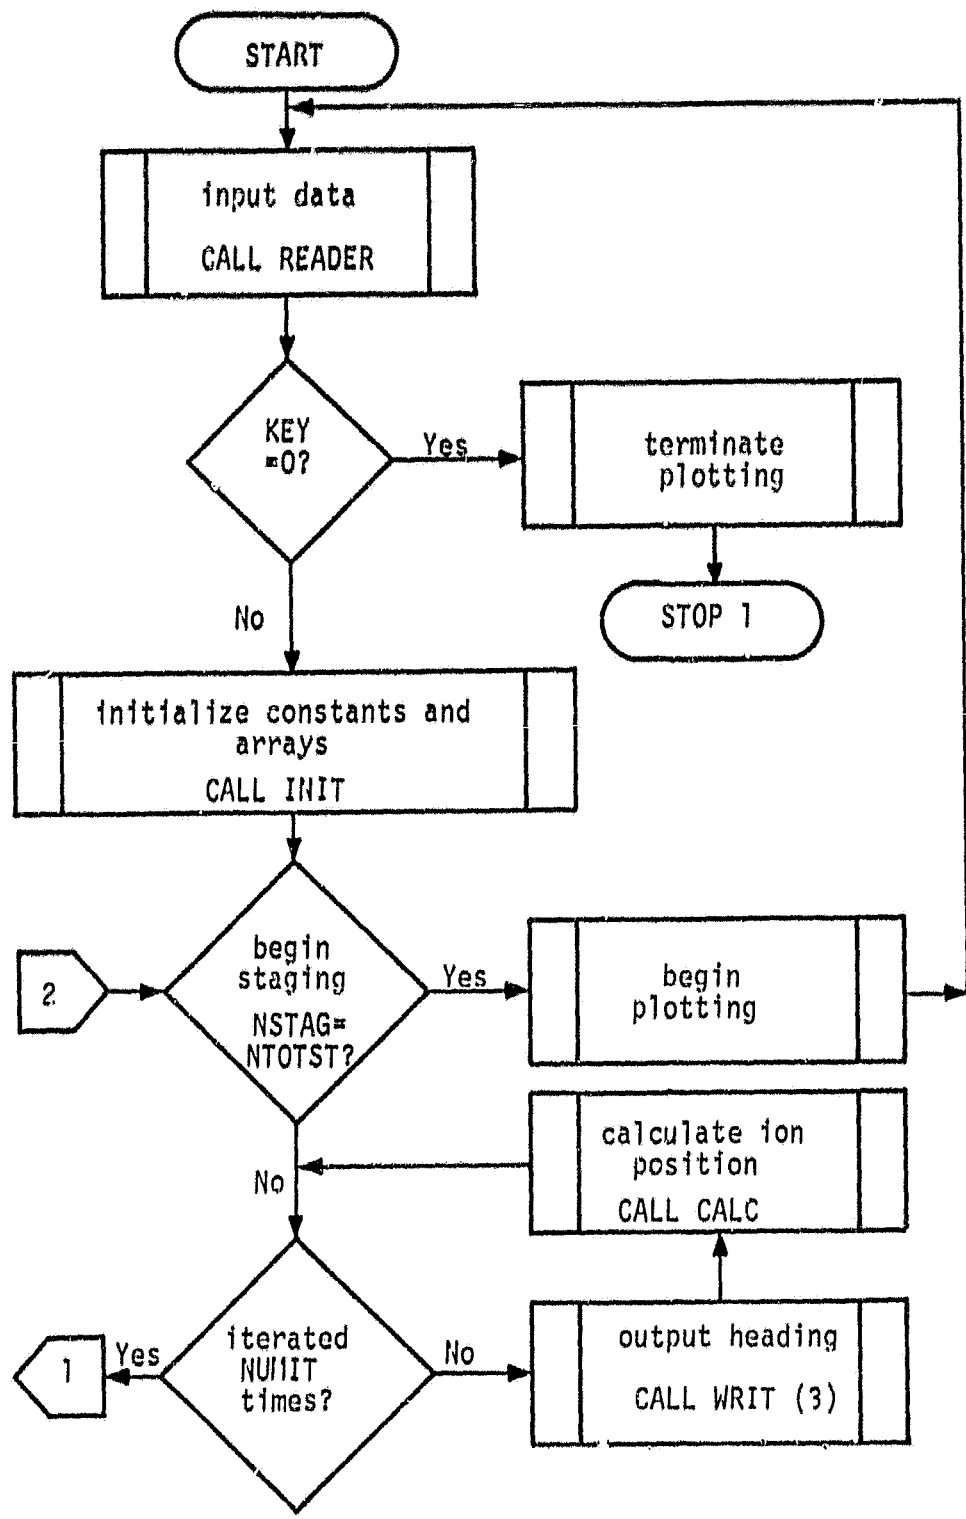 START
input data
CALL READER
KEY
=0?
Yes
terminate
plotting
No
STOP 1
initialize constants and
arrays
CALL INIT
2
begin
staging
NSTAG=
NTOTST?
Yes
begin
plotting
No
calculate ion
position
CALL CALC
1
Yes
iterated
NUMIT
times?
No
output heading
CALL WRIT (3)